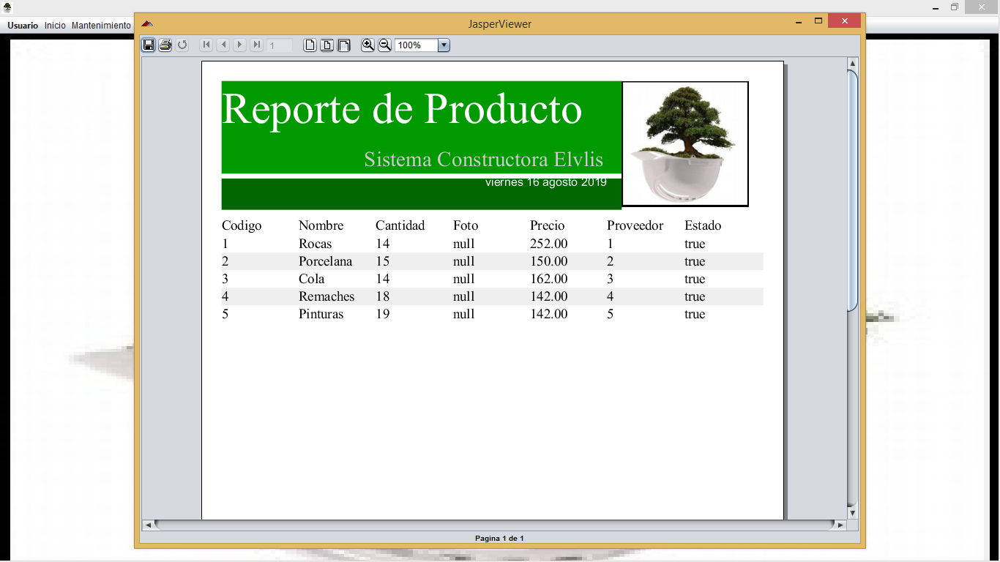 JasperViewer
Usuario Inicio Mantenimiento
1 100%
Reporte de Producto
Sistema Constructora Elvlis
viernes 16 agosto 2019
Codigo Nombre Cantidad Foto Precio Proveedor Estado
1 Rocas 14 null 252.00 1 true
2 Porcelana 15 null 150.00 2 true
3 Cola 14 null 162.00 3 true
4 Remaches 18 null 142.00 4 true
5 Pinturas 19 null 142.00 5 true
Pagina 1 de 1